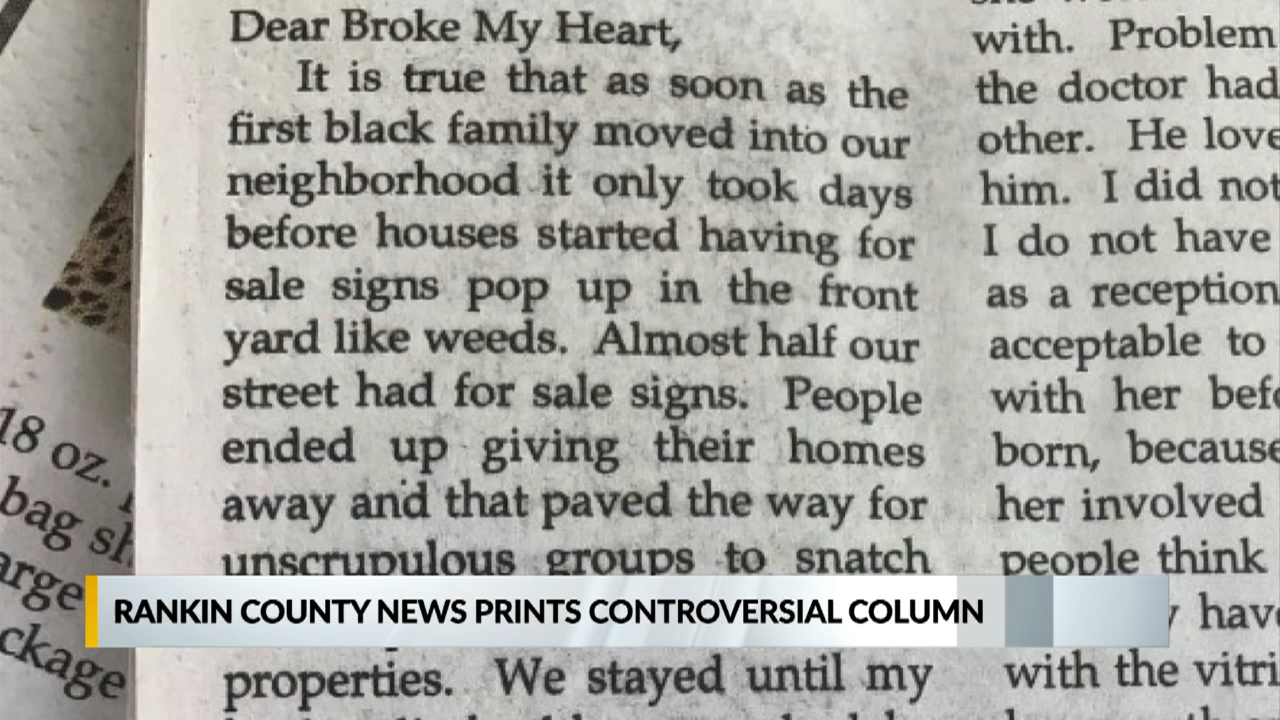 Dear Broke My Heart,
It is true that as soon as the
first black family moved into our
neighborhood it only took days
before houses started having for
sale signs pop up in the front
yard like weeds. Almost half our
street had for sale signs. People
ended up giving their homes
away and that paved the way for
unscrupulous groups to snatch
properties. We stayed until my
with. Problem
the doctor had
other. He love
him. I did not
I do not have
as a reception
acceptable to
with her befo
born, because
her involved
people think
hav
with the vitri
18 oz.
bag sh
arge
ckage
RANKIN COUNTY NEWS PRINTS CONTROVERSIAL COLUMN